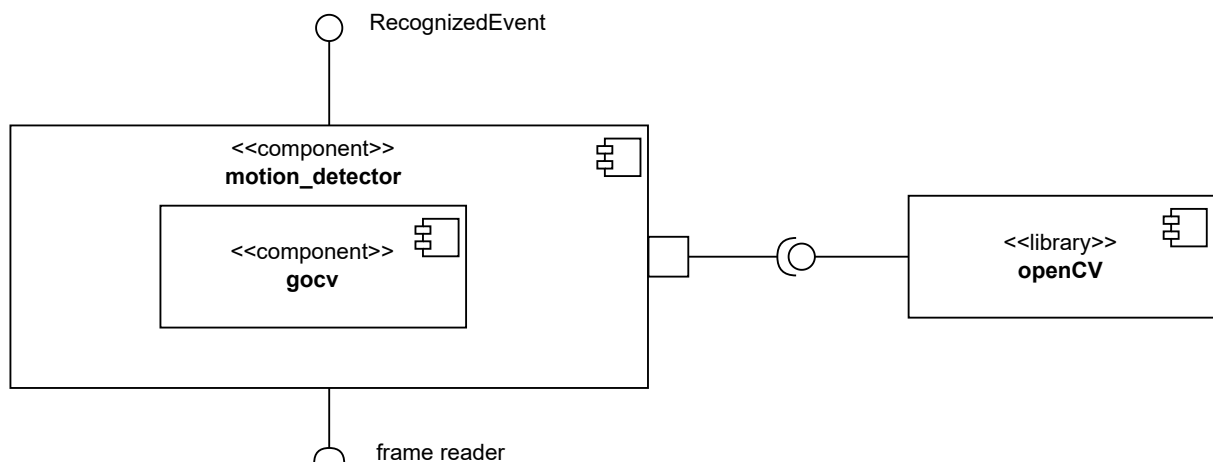 RecognizedEvent
<<component>>
motion_detector
<<component>>
gocv
<<library>>
openCV
frame reader